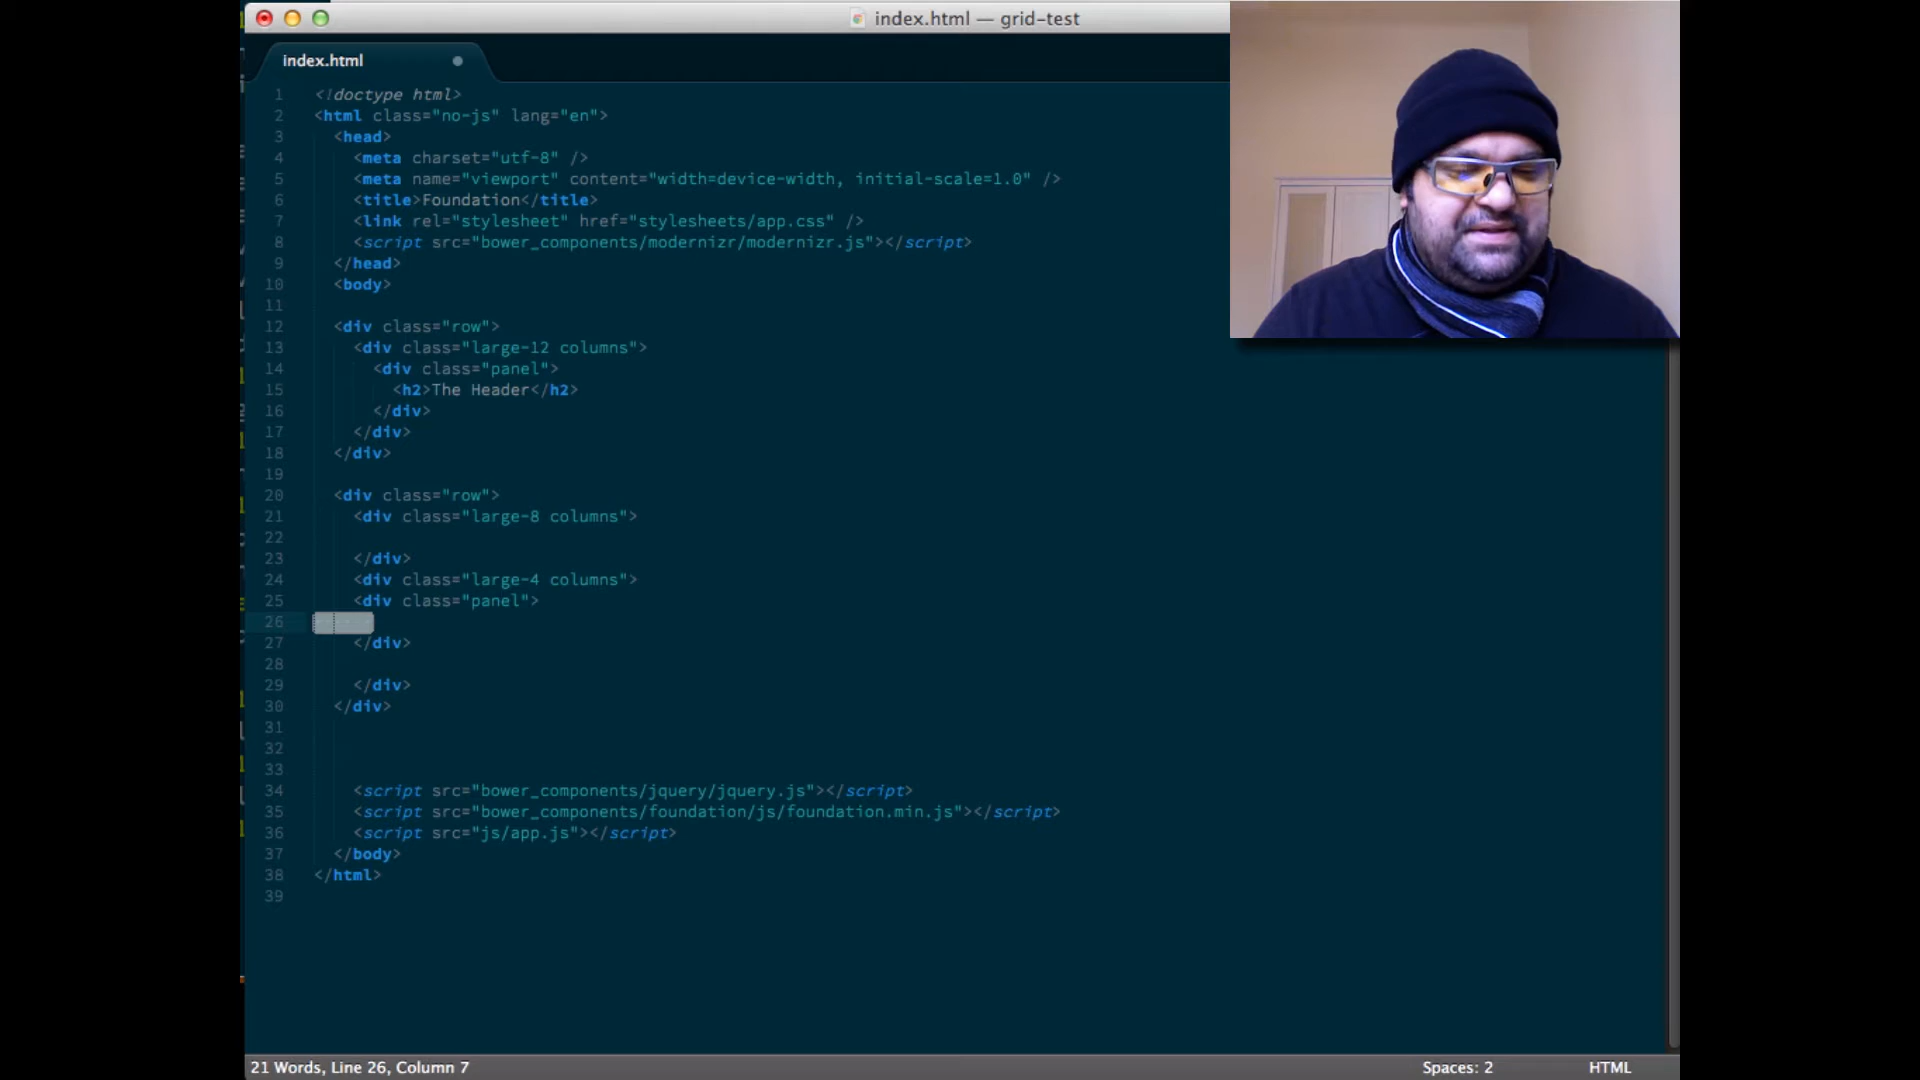 index.html — grid-test
index.html
1 <!doctype html>
2 <html class="no-js" lang="en">
3 <head>
4 <meta charset="utf-8" />
5 <meta name="viewport" content="width=device-width, initial-scale=1.0" />
6 <title>Foundation</title>
7 <link rel="stylesheet" href="stylesheets/app.css" />
8 <script src="bower_components/modernizr/modernizr.js"></script>
9 </head>
10 <body>
11
12 <div class="row">
13 <div class="large-12 columns">
14 <div class="panel">
15 <h2>The Header</h2>
16 </div>
17 </div>
18 </div>
19
20 <div class="row">
21 <div class="large-8 columns">
22
23 </div>
24 <div class="large-4 columns">
25 <div class="panel">
26
27 </div>
28
29 </div>
30 </div>
31
32
33
34 <script src="bower_components/jquery/jquery.js"></script>
35 <script src="bower_components/foundation/js/foundation.min.js"></script>
36 <script src="js/app.js"></script>
37 </body>
38 </html>
39
21 Words, Line 26, Column 7
Spaces: 2
HTML